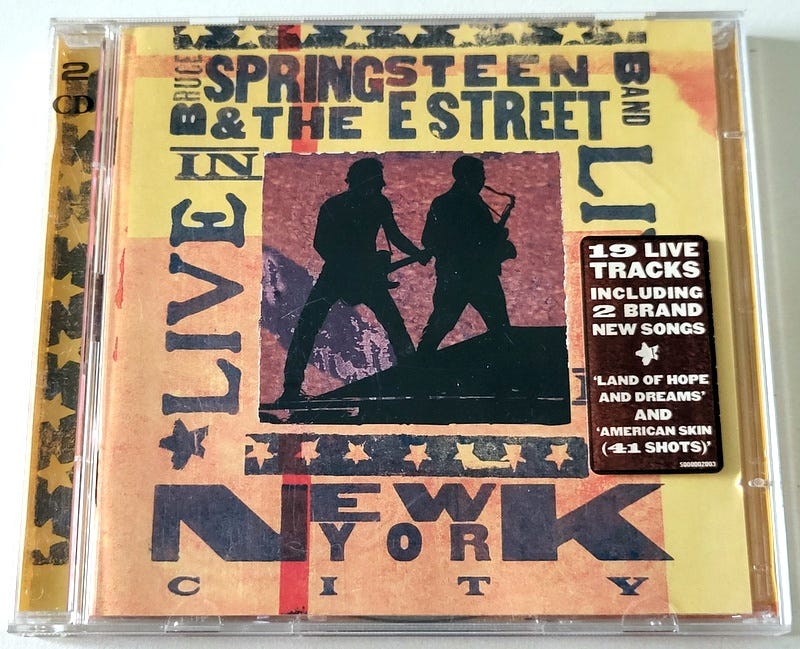 2
CD
BRUCE
SPRINGSTEEN
& THE E STREET
BAND
LIVE
IN
LI
19 LIVE
TRACKS
INCLUDING
2 BRAND
NEW SONGS
'LAND OF HOPE
AND DREAMS'
AND
'AMERICAN SKIN
(41 SHOTS)'
5000002003
NEW
YORK
CITY